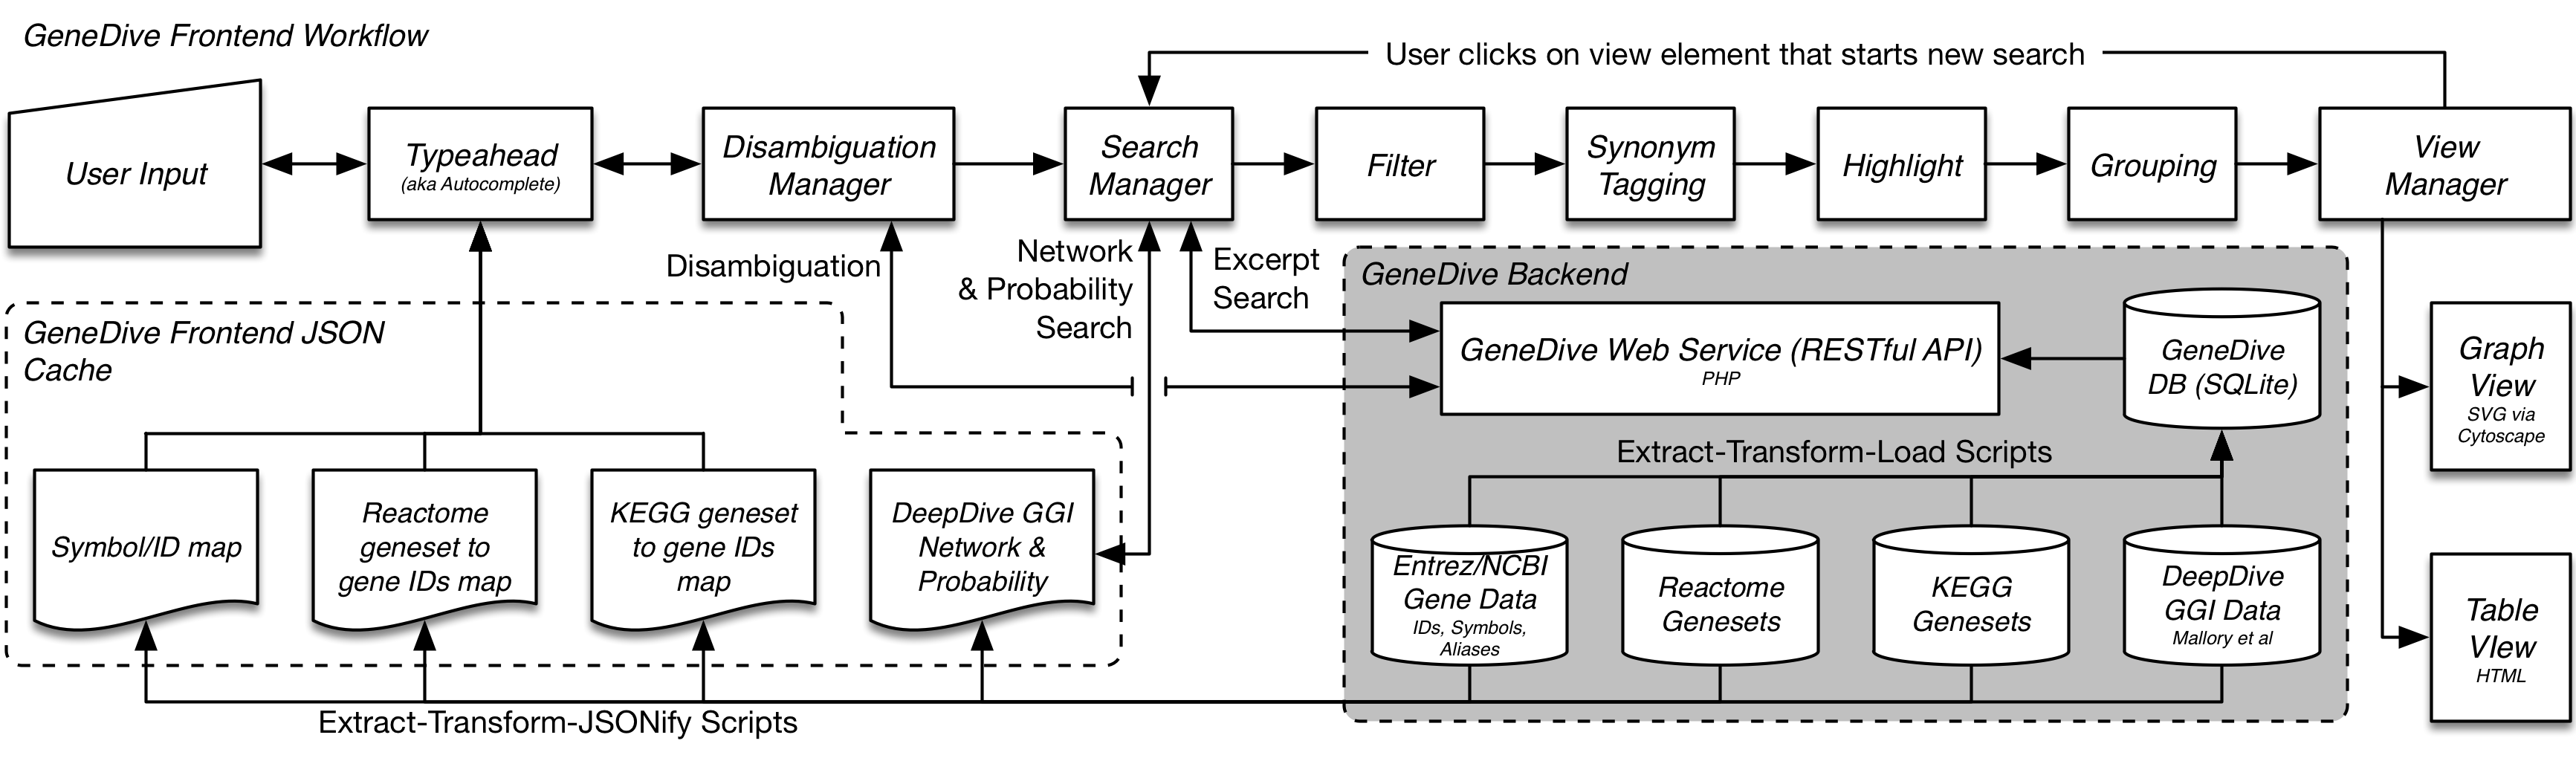 GeneDive Frontend Workflow
User clicks on view element that starts new search
User Input
Typeahead
(aka Autocomplete)
Disambiguation
Manager
Search
Manager
Filter
Synonym
Tagging
Highlight
Grouping
View
Manager
Disambiguation
Network
& Probability
Search
Excerpt
Search
GeneDive Backend
GeneDive Web Service (RESTful API)
PHP
GeneDive
DB (SQLite)
Graph
View
SVG via
Cytoscape
GeneDive Frontend JSON
Cache
Extract-Transform-Load Scripts
Symbol/ID map
Reactome
geneset to
gene IDs map
KEGG geneset
to gene IDs
map
DeepDive GGI
Network &
Probability
Entrez/NCBI
Gene Data
IDs, Symbols,
Aliases
Reactome
Genesets
KEGG
Genesets
DeepDive
GGI Data
Mallory et al
Table
VIew
HTML
Extract-Transform-JSONify Scripts